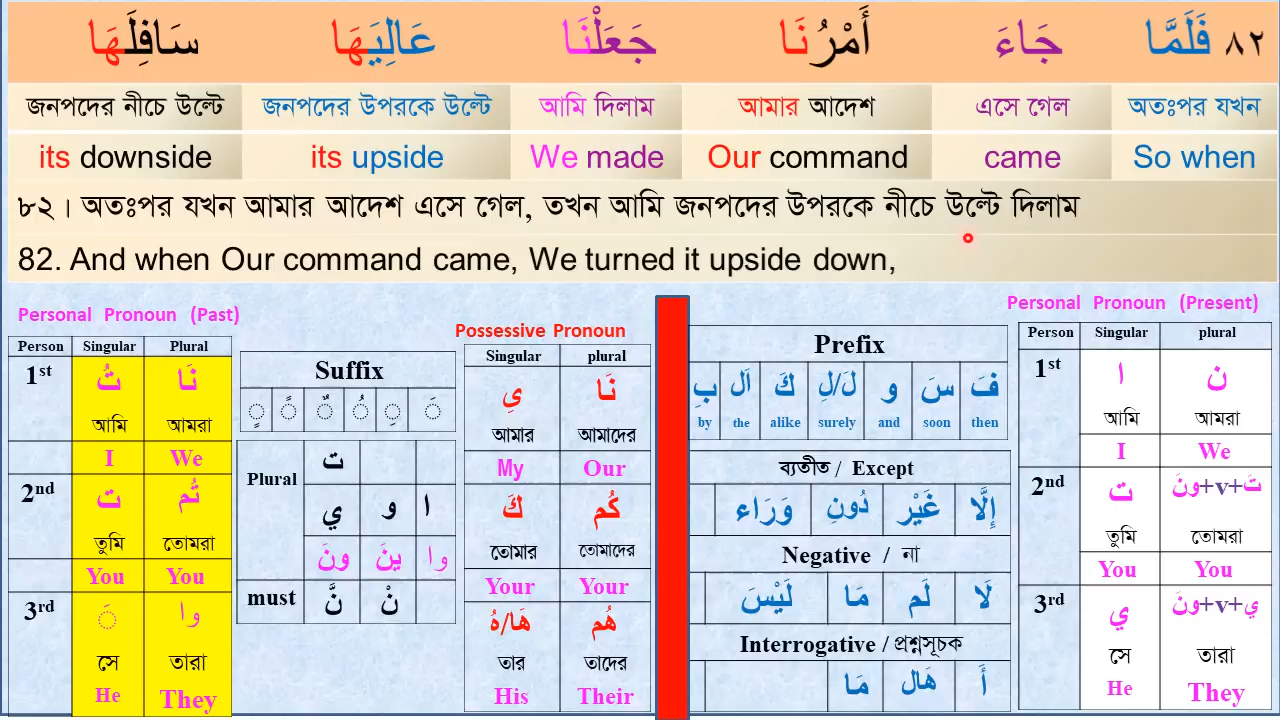 ٨٢ فَلَمَّا جَاءَ أَمْرُنَا جَعَلْنَا عَالِيَهَا سَافِلَهَا
জনপদের নীচে উল্টে জনপদের উপরকে উল্টে আমি দিলাম আমার আদেশ এসে গেল অতঃপর যখন
its downside its upside We made Our command came So when
৮২। অতঃপর যখন আমার আদেশ এসে গেল, তখন আমি জনপদের উপরকে নীচে উল্টে দিলাম
82. And when Our command came, We turned it upside down,
Personal Pronoun (Past)
Person Singular Plural
1st تُ نَا
আমি আমরা
I We
2nd ت تُم
তুমি তোমরা
You You
3rd َ وا
সে তারা
He They
Suffix
ٍ ً ٌ ُ ِ َ
Plural ت
ي و ا
ونَ ينَ وا
must نَّ نْ
Possessive Pronoun
Singular plural
يِ نَا
আমার আমাদের
My Our
كَ كُم
তোমার তোমাদের
Your Your
هَا/هُ هُم
তার তাদের
His Their
Prefix
بِ اَل كَ لَ/لِ و سَ فَ
by the alike surely and soon then
ব্যতীত / Except
وَرَاء دُونِ غَيْر إِلَّا
Negative / না
لَيْسَ مَا لَم لَا
Interrogative / প্রশ্নসূচক
مَا هَال أَ
Personal Pronoun (Present)
Person Singular plural
1st ا ن
আমি আমরা
I We
2nd ت تَ+v+ونَ
তুমি তোমরা
You You
3rd ي ي+v+ونَ
সে তারা
He They